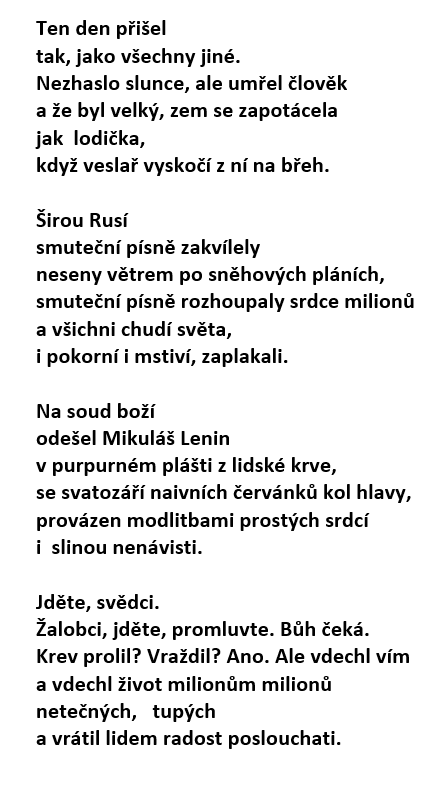 Ten den přišel
tak, jako všechny jiné.
Nezhaslo slunce, ale umřel člověk
a že byl velký, zem se zapotácela
jak  lodička,
když veslař vyskočí z ní na břeh.

Širou Rusí
smuteční písně zakvílely
neseny větrem po sněhových pláních,
smuteční písně rozhoupaly srdce milionů
a všichni chudí světa,
i pokorní i mstiví, zaplakali.

Na soud boží
odešel Mikuláš Lenin
v purpurném plášti z lidské krve,
se svatozáří naivních červánků kol hlavy,
provázen modlitbami prostých srdcí
i  slinou nenávisti.

Jděte, svědci.
Žalobci, jděte, promluvte. Bůh čeká.
Krev prolil? Vraždil? Ano. Ale vdechl vím
a vdechl život milionům milionů
netečných,   tupých
a vrátil lidem radost poslouchati.